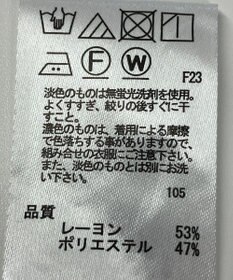 F W
F23
淡色のものは無蛍光洗剤を使用。
よくすすぎ、絞りの後すぐに干
すこと。
濃色のものは、着用による摩擦
で色落ちする事がありますので、
組み合せの衣服にご注意下さい。
また、淡色のものとは別にお洗
い下さい。
105
品質
レーヨン 53%
ポリエステル 47%